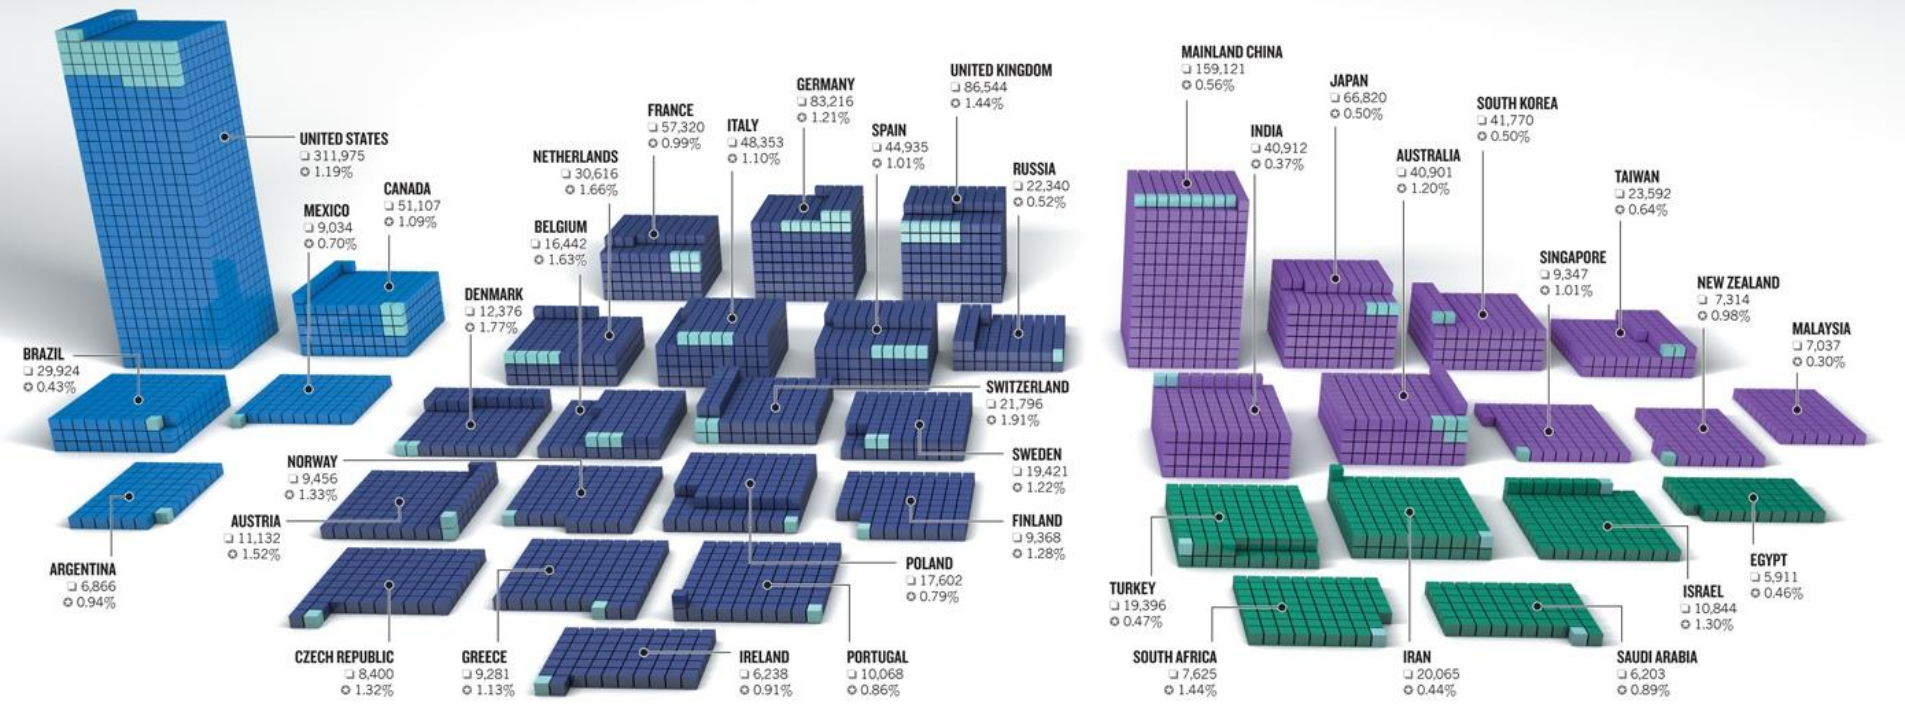 UNITED STATES
❏ 311,975
✪ 1.19%
CANADA
❏ 51,107
✪ 1.09%
MEXICO
❏ 9,034
✪ 0.70%
BRAZIL
❏ 29,924
✪ 0.43%
ARGENTINA
❏ 6,866
✪ 0.94%
FRANCE
❏ 57,320
✪ 0.99%
NETHERLANDS
❏ 30,616
✪ 1.66%
BELGIUM
❏ 16,442
✪ 1.63%
DENMARK
❏ 12,376
✪ 1.77%
ITALY
❏ 48,353
✪ 1.10%
GERMANY
❏ 83,216
✪ 1.21%
SPAIN
❏ 44,935
✪ 1.01%
UNITED KINGDOM
❏ 86,544
✪ 1.44%
RUSSIA
❏ 22,340
✪ 0.52%
SWITZERLAND
❏ 21,796
✪ 1.91%
SWEDEN
❏ 19,421
✪ 1.22%
FINLAND
❏ 9,368
✪ 1.28%
POLAND
❏ 17,602
✪ 0.79%
NORWAY
❏ 9,456
✪ 1.33%
AUSTRIA
❏ 11,132
✪ 1.52%
CZECH REPUBLIC
❏ 8,400
✪ 1.32%
GREECE
❏ 9,281
✪ 1.13%
IRELAND
❏ 6,238
✪ 0.91%
PORTUGAL
❏ 10,068
✪ 0.86%
MAINLAND CHINA
❏ 159,121
✪ 0.56%
JAPAN
❏ 66,820
✪ 0.50%
SOUTH KOREA
❏ 41,770
✪ 0.50%
INDIA
❏ 40,912
✪ 0.37%
AUSTRALIA
❏ 40,901
✪ 1.20%
TAIWAN
❏ 23,592
✪ 0.64%
SINGAPORE
❏ 9,347
✪ 1.01%
NEW ZEALAND
❏ 7,314
✪ 0.98%
MALAYSIA
❏ 7,037
✪ 0.30%
TURKEY
❏ 19,396
✪ 0.47%
SOUTH AFRICA
❏ 7,625
✪ 1.44%
IRAN
❏ 20,065
✪ 0.44%
SAUDI ARABIA
❏ 6,203
✪ 0.89%
ISRAEL
❏ 10,844
✪ 1.30%
EGYPT
❏ 5,911
✪ 0.46%